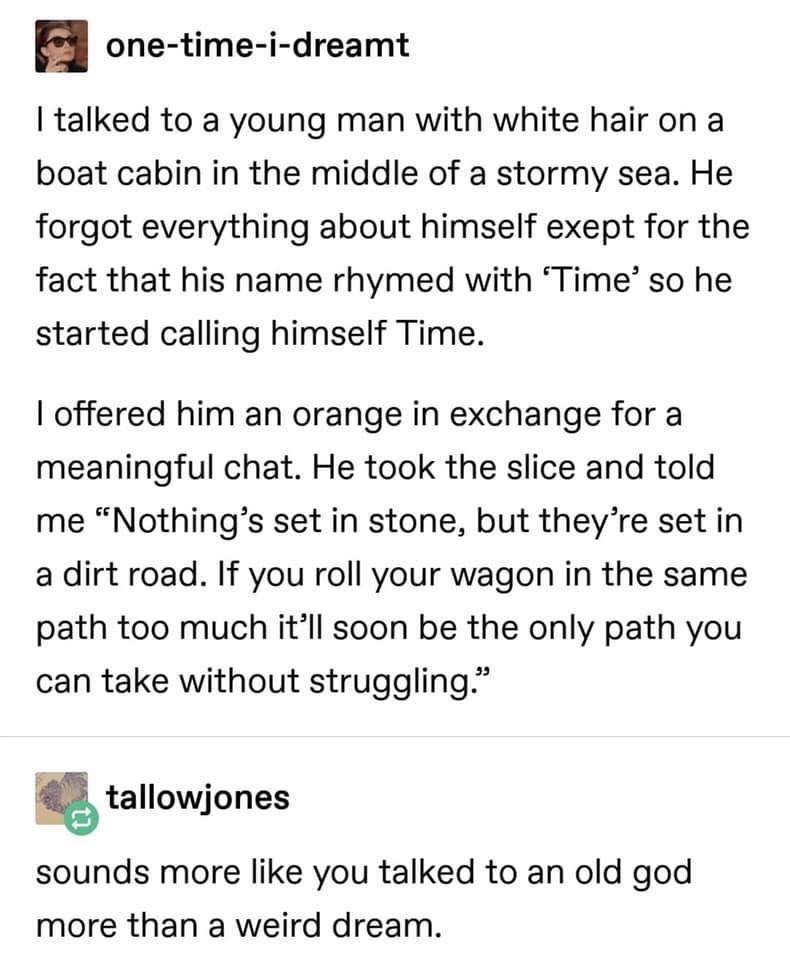 one-time-i-dreamt
I talked to a young man with white hair on a
boat cabin in the middle of a stormy sea. He
forgot everything about himself exept for the
fact that his name rhymed with ‘Time’ so he
started calling himself Time.
I offered him an orange in exchange for a
meaningful chat. He took the slice and told
me “Nothing’s set in stone, but they’re set in
a dirt road. If you roll your wagon in the same
path too much it’ll soon be the only path you
can take without struggling.”
tallowjones
sounds more like you talked to an old god
more than a weird dream.